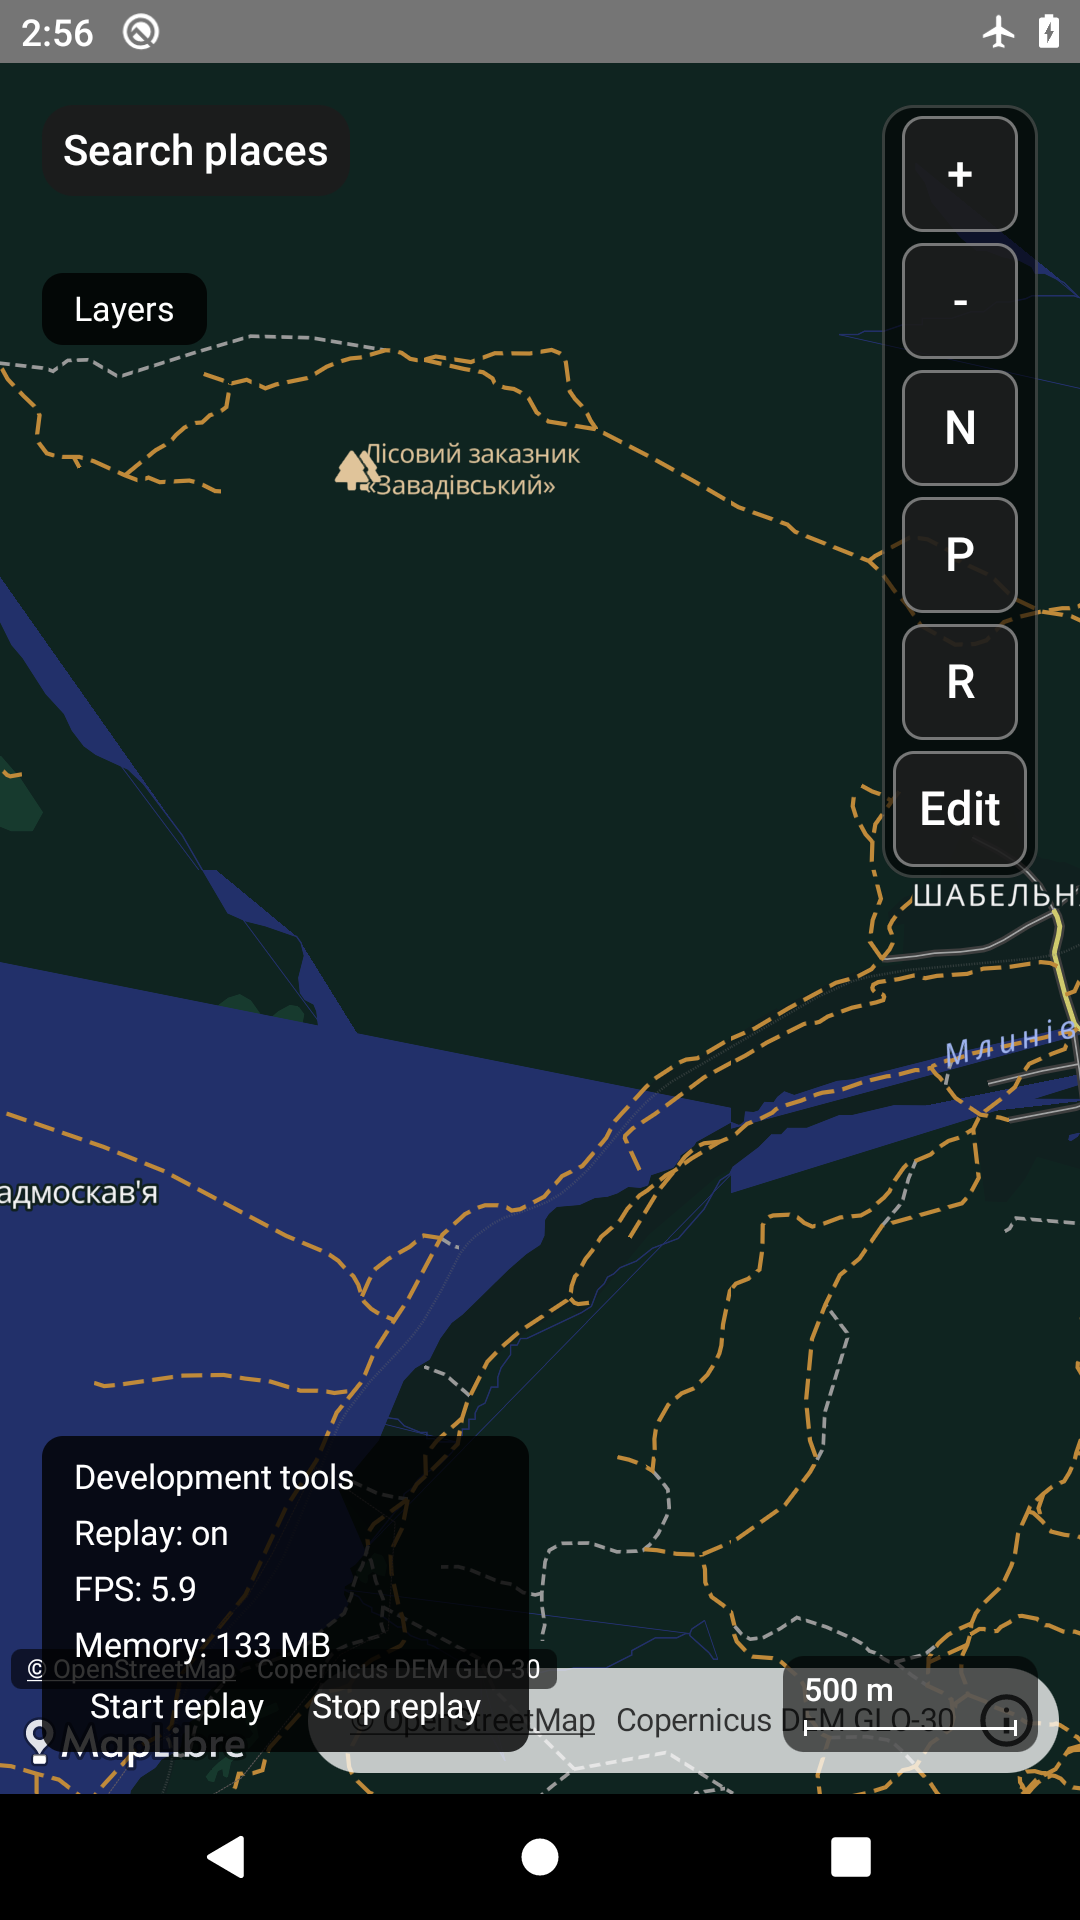 2:56
Search places
+
Layers
-
N
Лісовий заказник
«Завадівський»
P
R
Edit
ШАБЕЛЬН
Млинів
адмоскав'я
Development tools
Replay: on
FPS: 5.9
Memory: 133 MB
© OpenStreetMap Copernicus DEM GLO-30
Start replay Stop replay
500 m
© OpenStreetMap Copernicus DEM GLO-30
MapLibre